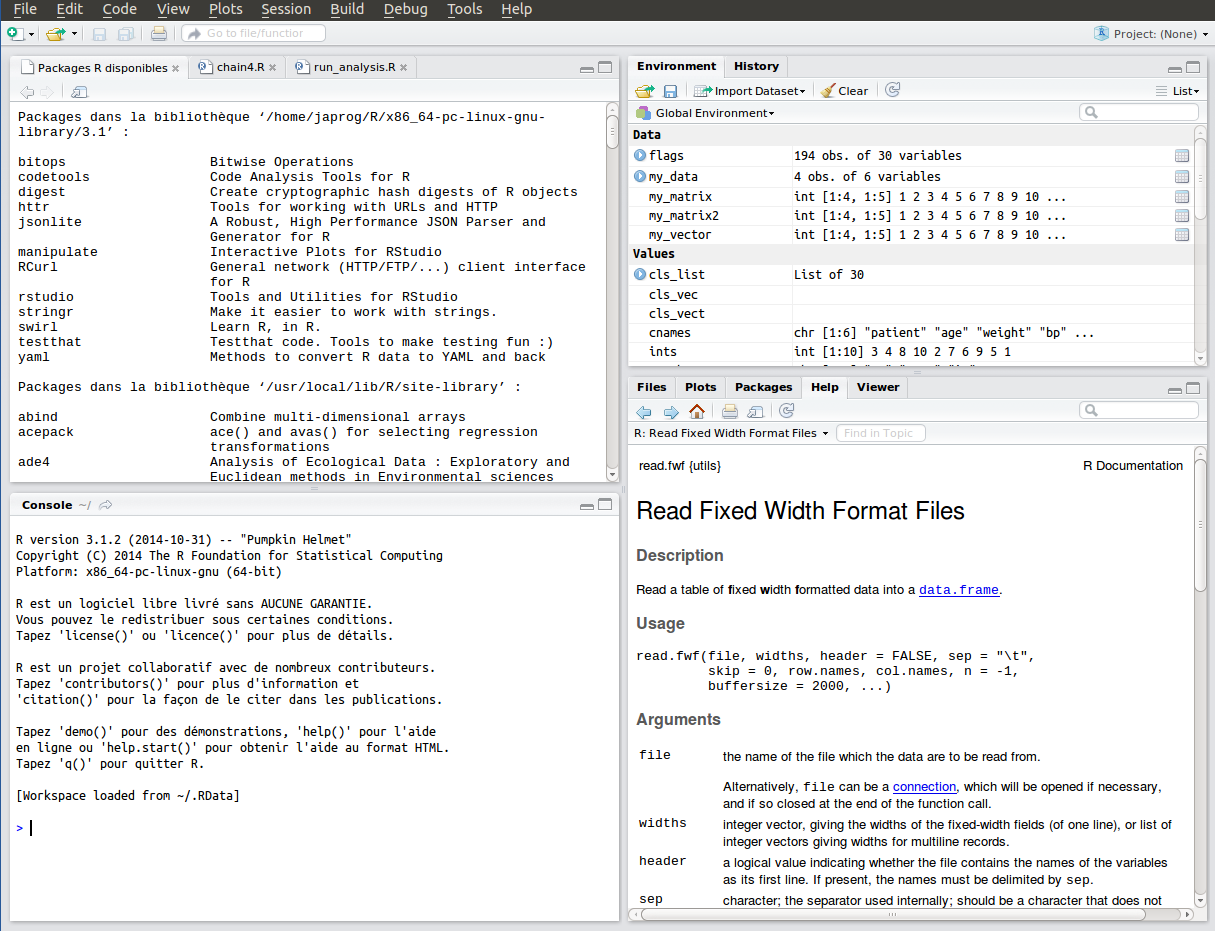 File Edit Code View Plots Session Build Debug Tools Help
Go to file/function
Project: (None)
Packages R disponibles
chain4.R
run_analysis.R
Packages dans la bibliothèque ‘/home/japrog/R/x86_64-pc-linux-gnu-
library/3.1’ :
bitops Bitwise Operations
codetools Code Analysis Tools for R
digest Create cryptographic hash digests of R objects
httr Tools for working with URLs and HTTP
jsonlite A Robust, High Performance JSON Parser and
Generator for R
manipulate Interactive Plots for RStudio
RCurl General network (HTTP/FTP/...) client interface
for R
rstudio Tools and Utilities for RStudio
stringr Make it easier to work with strings.
swirl Learn R, in R.
testthat Testthat code. Tools to make testing fun :)
yaml Methods to convert R data to YAML and back
Packages dans la bibliothèque ‘/usr/local/lib/R/site-library’ :
abind Combine multi-dimensional arrays
acepack ace() and avas() for selecting regression
transformations
ade4 Analysis of Ecological Data : Exploratory and
Euclidean methods in Environmental sciences
Console ~/
R version 3.1.2 (2014-10-31) -- "Pumpkin Helmet"
Copyright (C) 2014 The R Foundation for Statistical Computing
Platform: x86_64-pc-linux-gnu (64-bit)
R est un logiciel libre livré sans AUCUNE GARANTIE.
Vous pouvez le redistribuer sous certaines conditions.
Tapez 'license()' ou 'licence()' pour plus de détails.
R est un projet collaboratif avec de nombreux contributeurs.
Tapez 'contributors()' pour plus d'information et
'citation()' pour la façon de le citer dans les publications.
Tapez 'demo()' pour des démonstrations, 'help()' pour l'aide
en ligne ou 'help.start()' pour obtenir l'aide au format HTML.
Tapez 'q()' pour quitter R.
[Workspace loaded from ~/.RData]
>
Environment History
Import Dataset Clear List
Global Environment
Data
flags 194 obs. of 30 variables
my_data 4 obs. of 6 variables
my_matrix int [1:4, 1:5] 1 2 3 4 5 6 7 8 9 10 ...
my_matrix2 int [1:4, 1:5] 1 2 3 4 5 6 7 8 9 10 ...
my_vector int [1:4, 1:5] 1 2 3 4 5 6 7 8 9 10 ...
Values
cls_list List of 30
cls_vec
cls_vect
cnames chr [1:6] "patient" "age" "weight" "bp" ...
ints int [1:10] 3 4 8 10 2 7 6 9 5 1
Files Plots Packages Help Viewer
R: Read Fixed Width Format Files Find in Topic
read.fwf {utils} R Documentation
Read Fixed Width Format Files
Description
Read a table of fixed width formatted data into a data.frame.
Usage
read.fwf(file, widths, header = FALSE, sep = "\t",
skip = 0, row.names, col.names, n = -1,
buffersize = 2000, ...)
Arguments
file the name of the file which the data are to be read from.
Alternatively, file can be a connection, which will be opened if necessary,
and if so closed at the end of the function call.
widths integer vector, giving the widths of the fixed-width fields (of one line), or list of
integer vectors giving widths for multiline records.
header a logical value indicating whether the file contains the names of the variables
as its first line. If present, the names must be delimited by sep.
sep character; the separator used internally; should be a character that does not